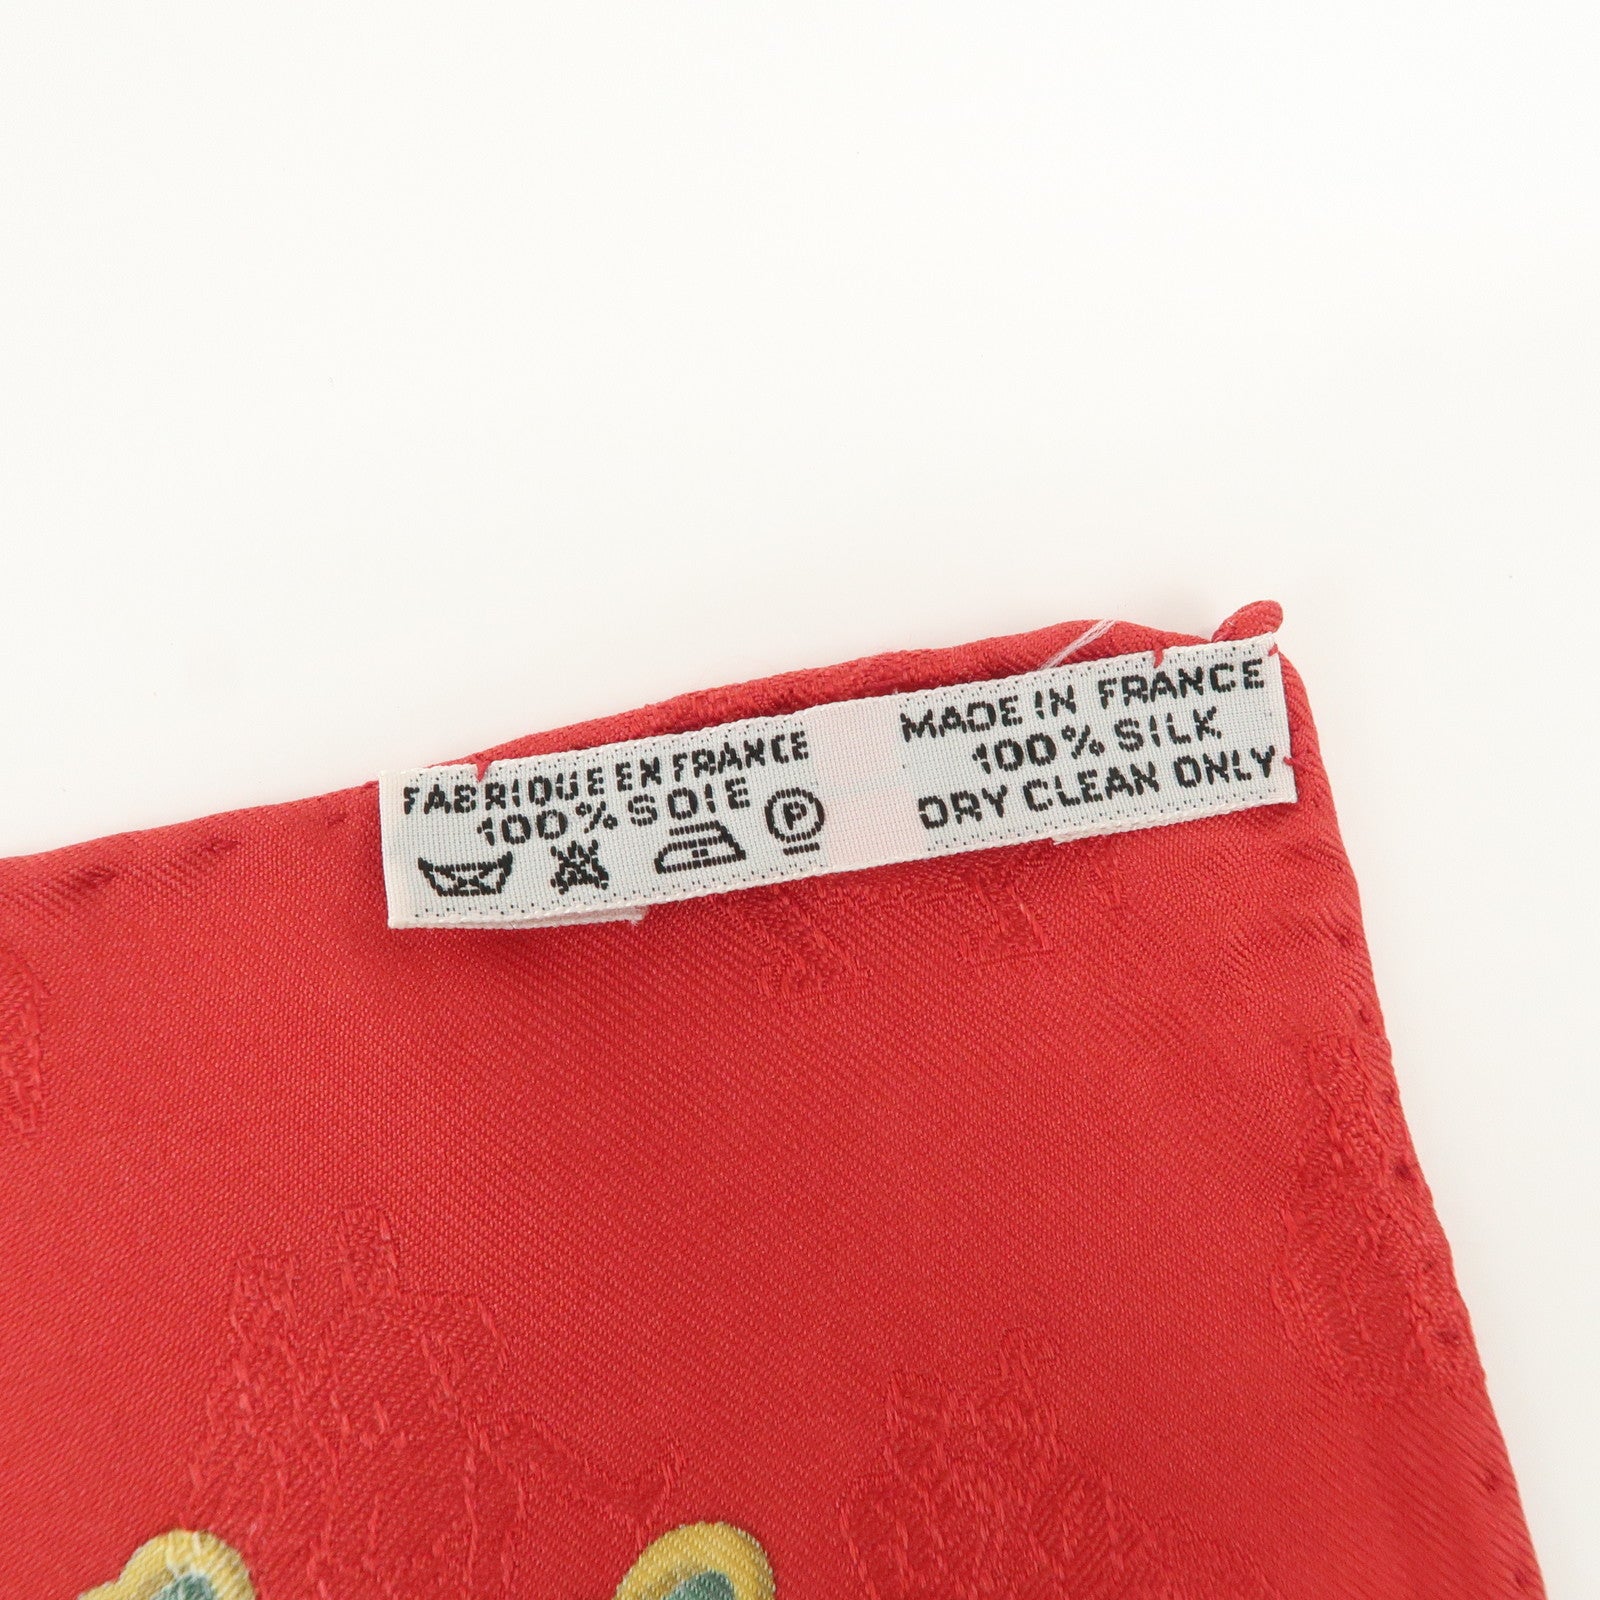 FABRIQUE EN FRANCE
100% SOIE
P
MADE IN FRANCE
100% SILK
DRY CLEAN ONLY